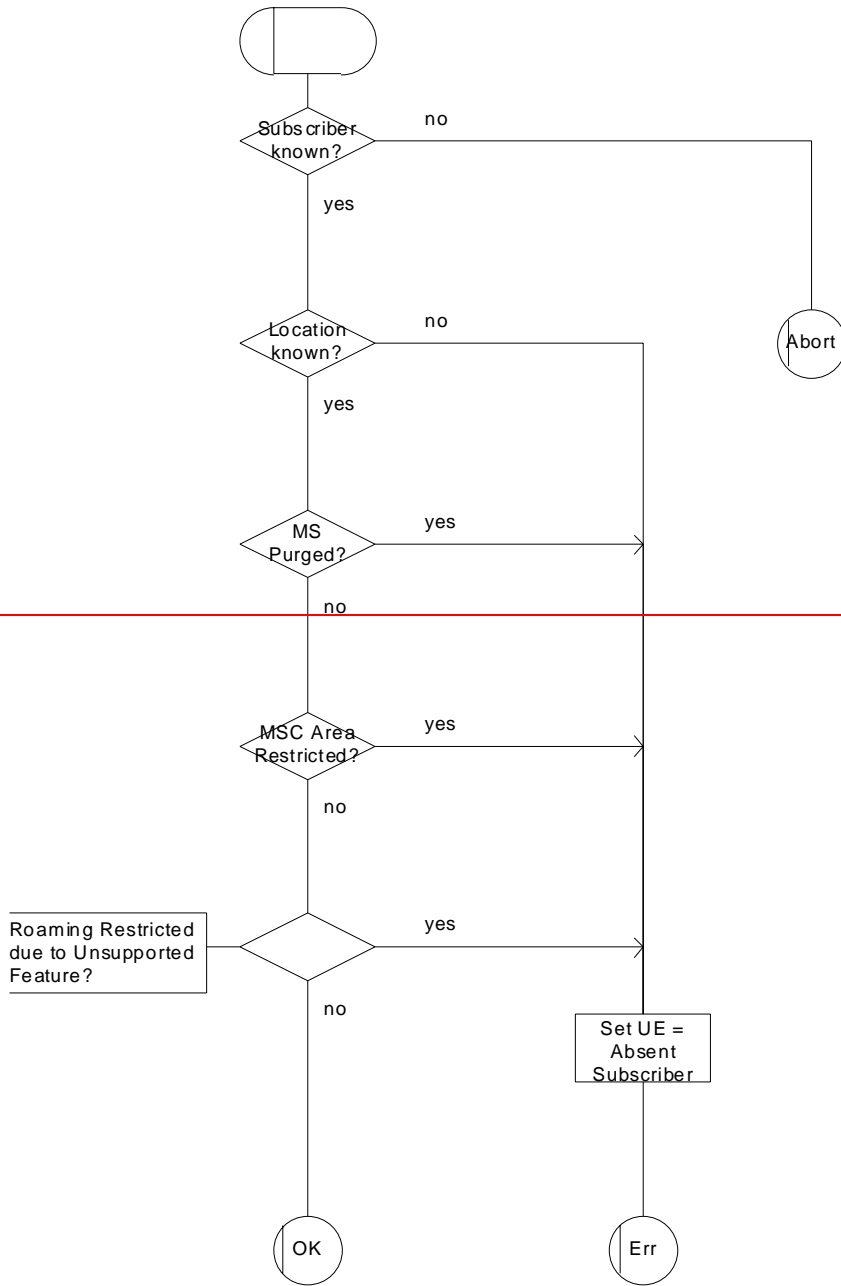 Subscriber
known?
no
yes
Location
known?
no
Abort
yes
MS
Purged?
yes
no
MSC Area
Restricted?
yes
no
Roaming Restricted
due to Unsupported
Feature?
yes
no
Set UE =
Absent
Subscriber
OK
Err